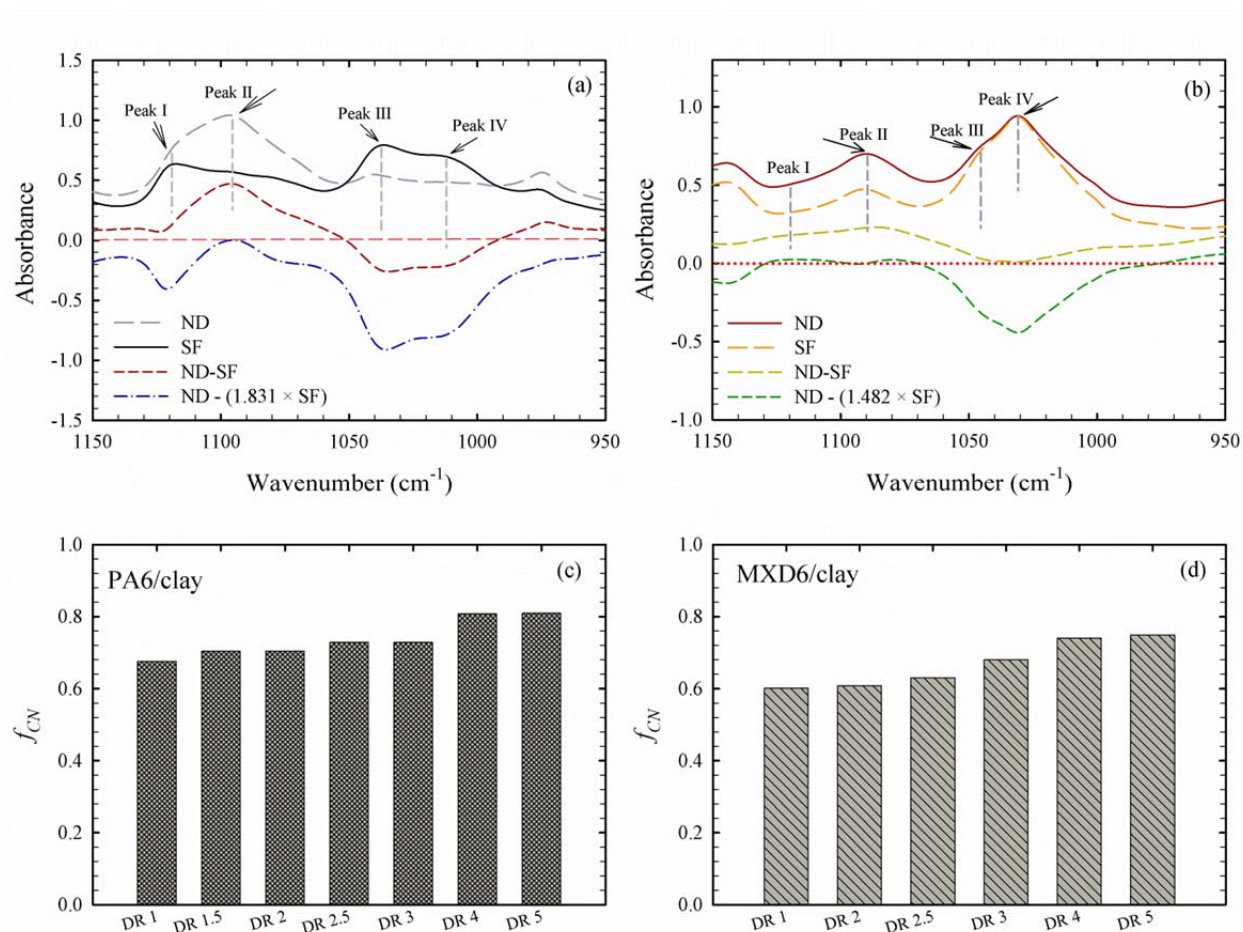 (a)
Peak I
Peak II
Peak III
Peak IV
1.5
1.0
0.5
0.0
-0.5
-1.0
-1.5
Absorbance
ND
SF
ND-SF
ND - (1.831 × SF)
1150
1100
1050
1000
950
Wavenumber (cm-1)
(b)
Peak I
Peak II
Peak III
Peak IV
1.0
0.5
0.0
-0.5
-1.0
Absorbance
ND
SF
ND-SF
ND - (1.482 × SF)
1150
1100
1050
1000
950
Wavenumber (cm-1)
PA6/clay
(c)
1.0
0.8
0.6
0.4
0.2
0.0
fCN
DR 1
DR 1.5
DR 2
DR 2.5
DR 3
DR 4
DR 5
MXD6/clay
(d)
1.0
0.8
0.6
0.4
0.2
0.0
fCN
DR 1
DR 2
DR 2.5
DR 3
DR 4
DR 5